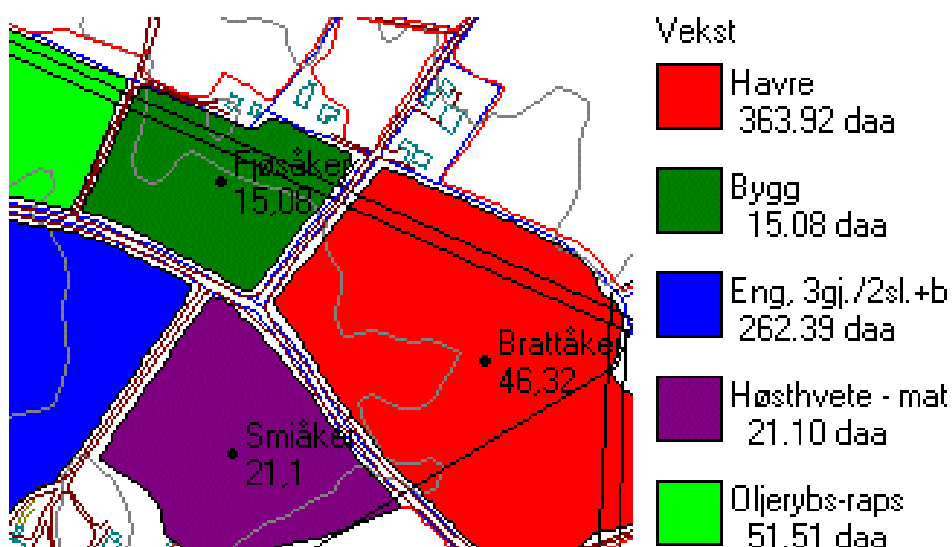 Fjøsåker
15,08
Brattåker
46,32
Smiåker
21,1
Vekst
Havre
363.92 daa
Bygg
15.08 daa
Eng, 3gj./2sl.+b
262.39 daa
Høsthvete - mat
21.10 daa
Oljerybs-raps
51.51 daa